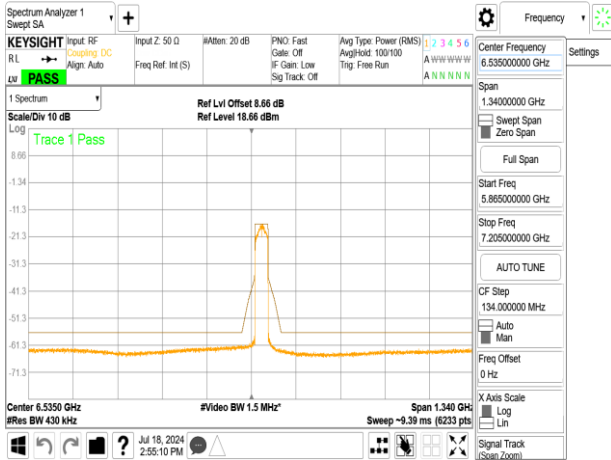 Spectrum Analyzer 1
Swept SA
+
Frequency
KEYSIGHT
RL
LXI
PASS
Input: RF
Coupling: DC
Align: Auto
Input Z: 50 Ω
Freq Ref: Int (S)
#Atten: 20 dB
PNO: Fast
Gate: Off
IF Gain: Low
Sig Track: Off
Avg Type: Power (RMS)
Avg|Hold: 100/100
Trig: Free Run
1 2 3 4 5 6
A W W W W W
A N N N N N
1 Spectrum
Scale/Div 10 dB
Ref Lvl Offset 8.66 dB
Ref Level 18.66 dBm
Log
Trace 1 Pass
8.66
-1.34
-11.3
-21.3
-31.3
-41.3
-51.3
-61.3
-71.3
Center 6.5350 GHz
#Res BW 430 kHz
#Video BW 1.5 MHz*
Span 1.340 GHz
Sweep ~9.39 ms (6233 pts)
Jul 18, 2024
2:55:10 PM
Center Frequency
6.535000000 GHz
Settings
Span
1.34000000 GHz
Swept Span
Zero Span
Full Span
Start Freq
5.865000000 GHz
Stop Freq
7.205000000 GHz
AUTO TUNE
CF Step
134.000000 MHz
Auto
Man
Freq Offset
0 Hz
X Axis Scale
Log
Lin
Signal Track
(Span Zoom)